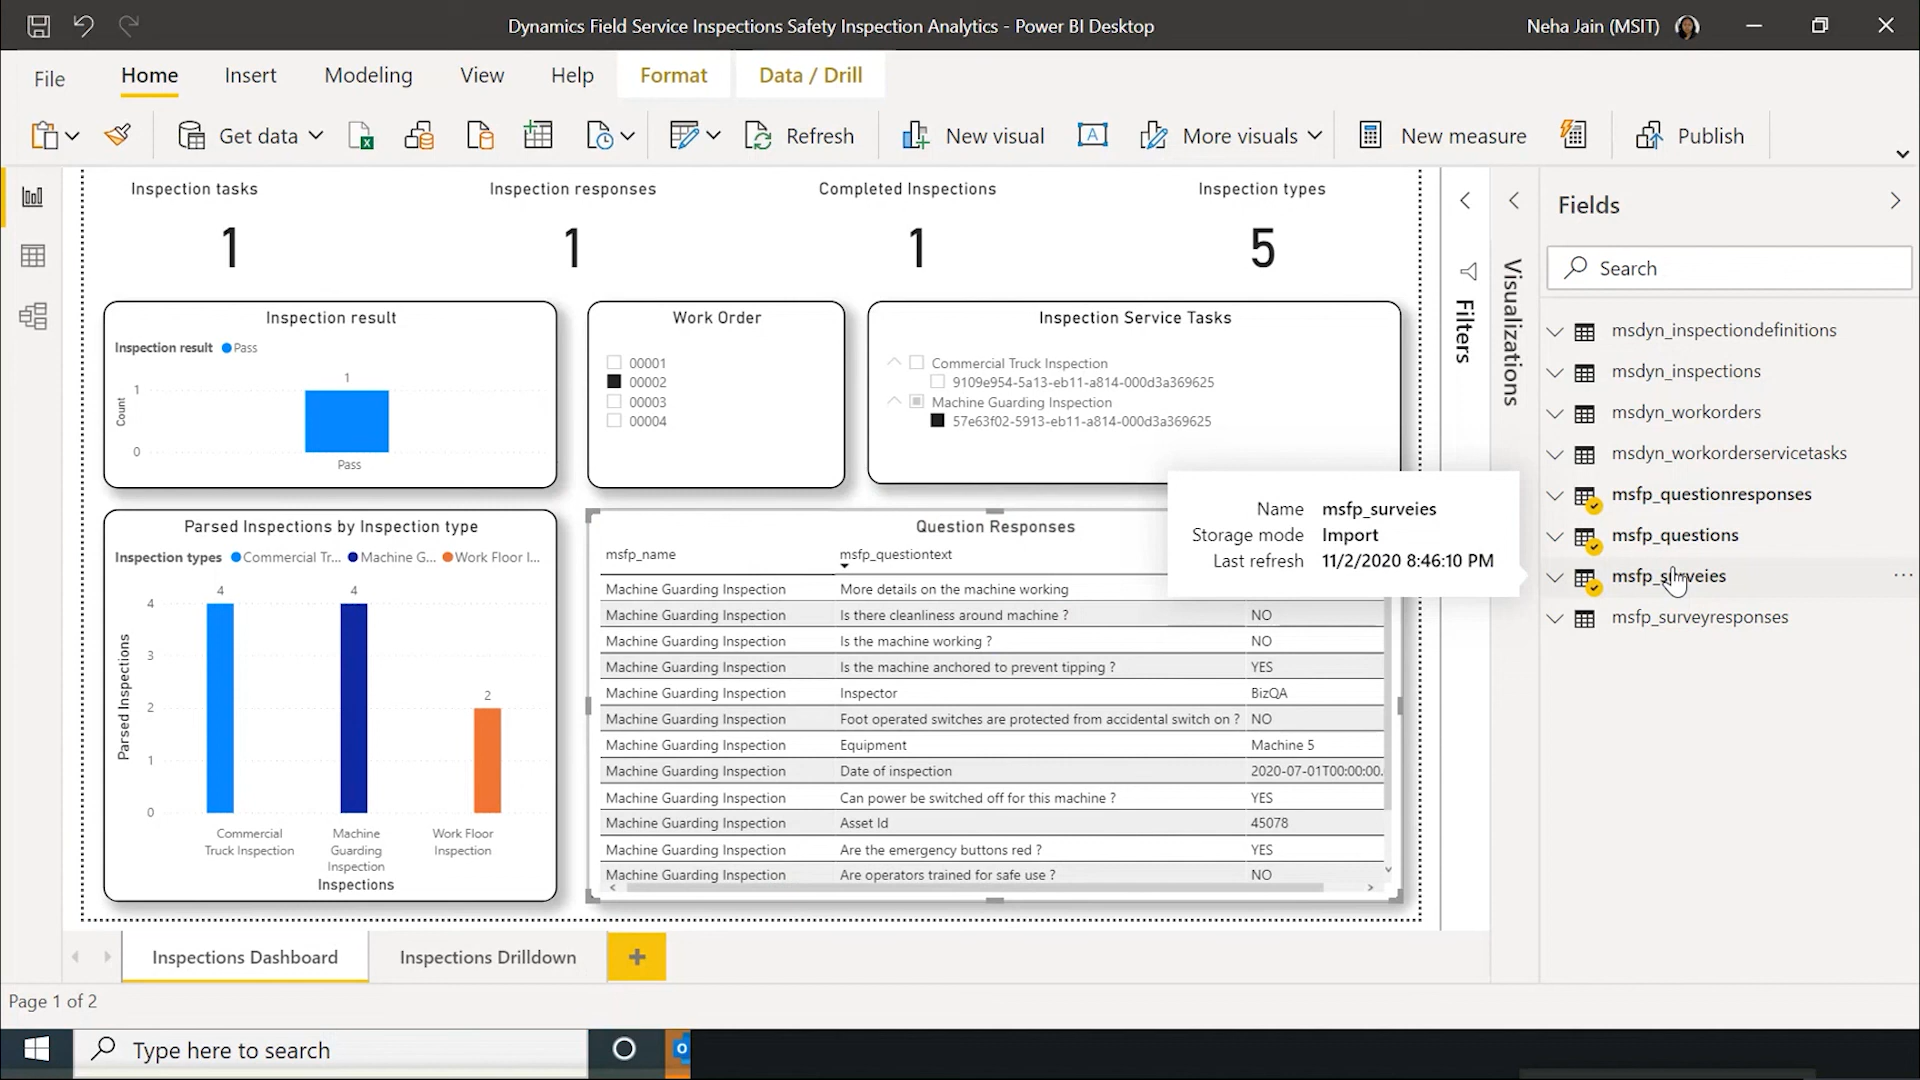 Dynamics Field Service Inspections Safety Inspection Analytics - Power BI Desktop
Neha Jain (MSIT)
File
Home
Insert
Modeling
View
Help
Format
Data / Drill
Get data
Refresh
New visual
More visuals
New measure
Publish
Inspection tasks
1
Inspection responses
1
Completed Inspections
1
Inspection types
5
Inspection result
Inspection result Pass
Count
1
0
1
Pass
Work Order
00001
00002
00003
00004
Inspection Service Tasks
Commercial Truck Inspection
9109e954-5a13-eb11-a814-000d3a369625
Machine Guarding Inspection
57e63f02-5913-eb11-a814-000d3a369625
Parsed Inspections by Inspection type
Inspection types Commercial Tr... Machine G... Work Floor I...
Parsed Inspections
4
3
2
1
0
4
4
2
Commercial
Truck Inspection
Machine
Guarding
Inspection
Work Floor
Inspection
Inspections
Question Responses
msfp_name msfp_questiontext
Machine Guarding Inspection More details on the machine working
Machine Guarding Inspection Is there cleanliness around machine ? NO
Machine Guarding Inspection Is the machine working ? NO
Machine Guarding Inspection Is the machine anchored to prevent tipping ? YES
Machine Guarding Inspection Inspector BizQA
Machine Guarding Inspection Foot operated switches are protected from accidental switch on ? NO
Machine Guarding Inspection Equipment Machine 5
Machine Guarding Inspection Date of inspection 2020-07-01T00:00:00.
Machine Guarding Inspection Can power be switched off for this machine ? YES
Machine Guarding Inspection Asset Id 45078
Machine Guarding Inspection Are the emergency buttons red ? YES
Machine Guarding Inspection Are operators trained for safe use ? NO
Name msfp_surveies
Storage mode Import
Last refresh 11/2/2020 8:46:10 PM
Filters
Visualizations
Fields
Search
msdyn_inspectiondefinitions
msdyn_inspections
msdyn_workorders
msdyn_workorderservicetasks
msfp_questionresponses
msfp_questions
msfp_surveies
msfp_surveyresponses
Inspections Dashboard
Inspections Drilldown
Page 1 of 2
Type here to search